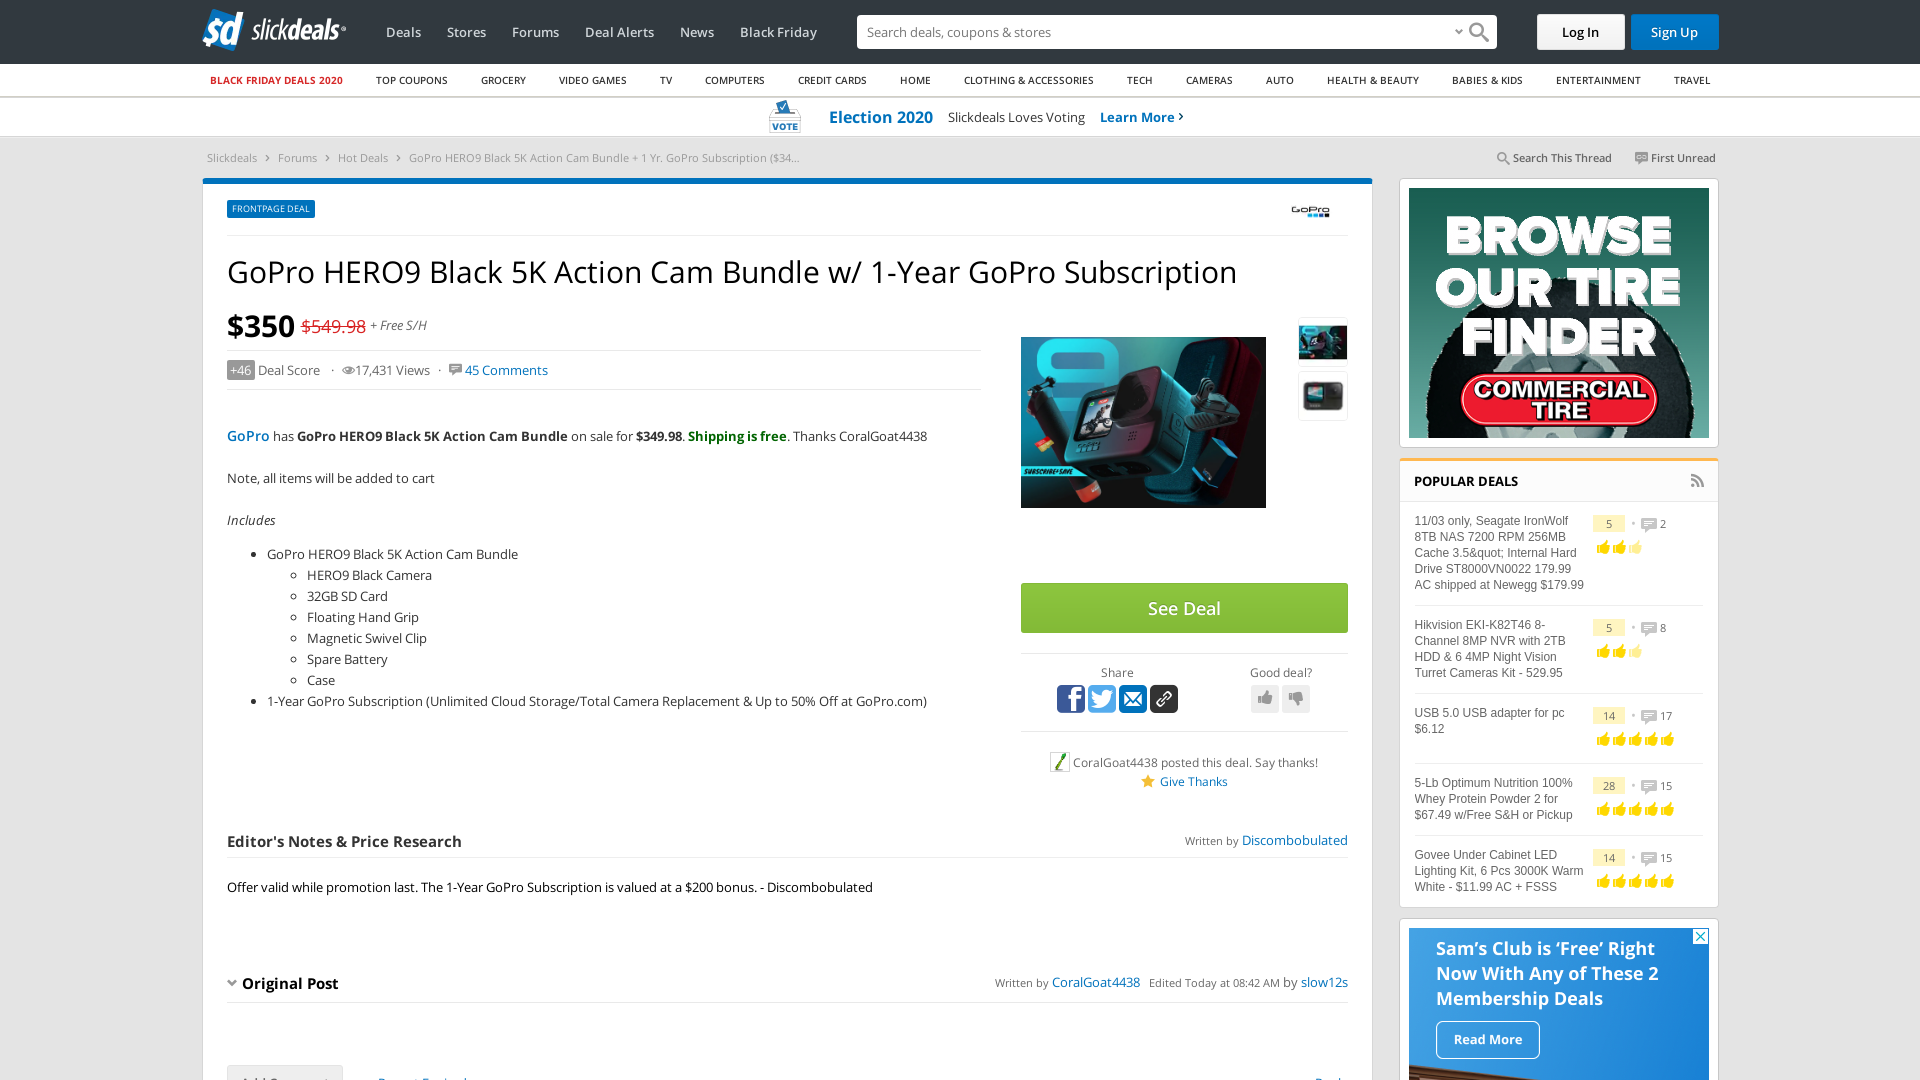 slickdeals
Deals
Stores
Forums
Deal Alerts
News
Black Friday
Search deals, coupons & stores
Log In
Sign Up
BLACK FRIDAY DEALS 2020
TOP COUPONS
GROCERY
VIDEO GAMES
TV
COMPUTERS
CREDIT CARDS
HOME
CLOTHING & ACCESSORIES
TECH
CAMERAS
AUTO
HEALTH & BEAUTY
BABIES & KIDS
ENTERTAINMENT
TRAVEL
VOTE
Election 2020 Slickdeals Loves Voting Learn More
Slickdeals > Forums > Hot Deals > GoPro HERO9 Black 5K Action Cam Bundle + 1 Yr. GoPro Subscription ($34...
Search This Thread
First Unread
FRONTPAGE DEAL
GoPro
GoPro HERO9 Black 5K Action Cam Bundle w/ 1-Year GoPro Subscription
$350 $549.98 + Free S/H
+46 Deal Score · 17,431 Views · 45 Comments
GoPro has GoPro HERO9 Black 5K Action Cam Bundle on sale for $349.98. Shipping is free. Thanks CoralGoat4438
Note, all items will be added to cart
Includes
GoPro HERO9 Black 5K Action Cam Bundle
HERO9 Black Camera
32GB SD Card
Floating Hand Grip
Magnetic Swivel Clip
Spare Battery
Case
1-Year GoPro Subscription (Unlimited Cloud Storage/Total Camera Replacement & Up to 50% Off at GoPro.com)
SUBSCRIBE+SAVE
See Deal
Share
Good deal?
CoralGoat4438 posted this deal. Say thanks!
Give Thanks
Editor's Notes & Price Research
Written by Discombobulated
Offer valid while promotion last. The 1-Year GoPro Subscription is valued at a $200 bonus. - Discombobulated
Original Post
Written by CoralGoat4438 Edited Today at 08:42 AM by slow12s
BROWSE
OUR TIRE
FINDER
COMMERCIAL
TIRE
POPULAR DEALS
11/03 only, Seagate IronWolf
8TB NAS 7200 RPM 256MB
Cache 3.5&quot; Internal Hard
Drive ST8000VN0022 179.99
AC shipped at Newegg $179.99
5 · 2
Hikvision EKI-K82T46 8-
Channel 8MP NVR with 2TB
HDD & 6 4MP Night Vision
Turret Cameras Kit - 529.95
5 · 8
USB 5.0 USB adapter for pc
$6.12
14 · 17
5-Lb Optimum Nutrition 100%
Whey Protein Powder 2 for
$67.49 w/Free S&H or Pickup
28 · 15
Govee Under Cabinet LED
Lighting Kit, 6 Pcs 3000K Warm
White - $11.99 AC + FSSS
14 · 15
Sam's Club is 'Free' Right
Now With Any of These 2
Membership Deals
Read More